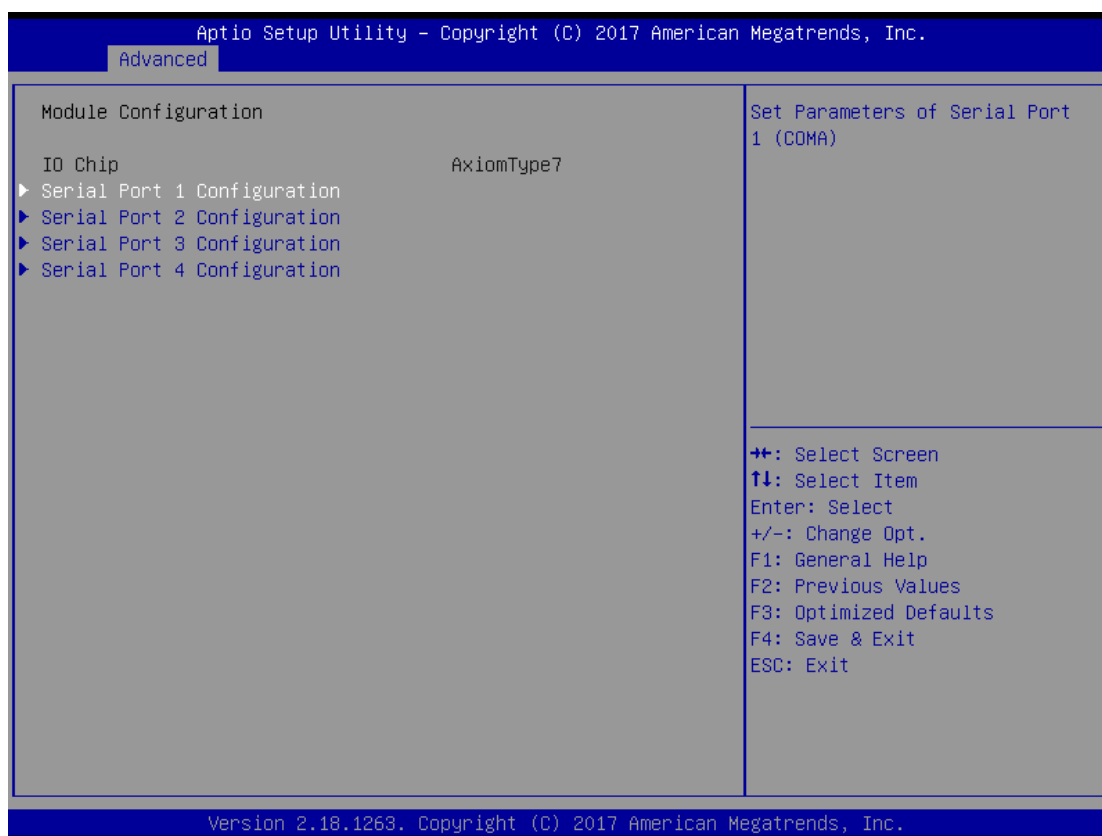 Aptio Setup Utility – Copyright (C) 2017 American Megatrends, Inc.
Advanced
Module Configuration
IO Chip AxiomType7
Serial Port 1 Configuration
Serial Port 2 Configuration
Serial Port 3 Configuration
Serial Port 4 Configuration
Set Parameters of Serial Port
1 (COMA)
→←: Select Screen
↑↓: Select Item
Enter: Select
+/-: Change Opt.
F1: General Help
F2: Previous Values
F3: Optimized Defaults
F4: Save & Exit
ESC: Exit
Version 2.18.1263. Copyright (C) 2017 American Megatrends, Inc.